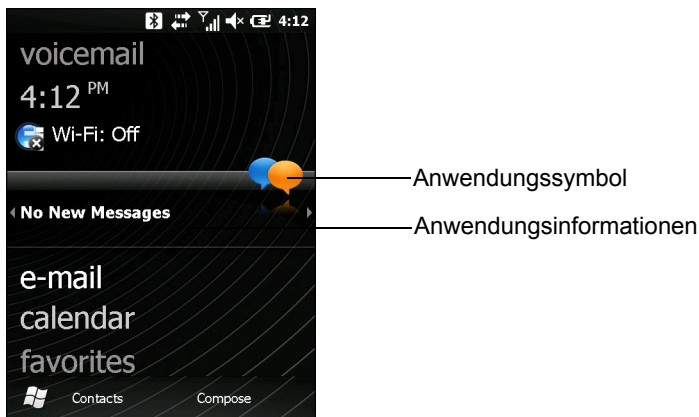 4:12
voicemail
4:12 PM
Wi-Fi: Off
Anwendungssymbol
No New Messages
Anwendungsinformationen
e-mail
calendar
favorites
Contacts Compose